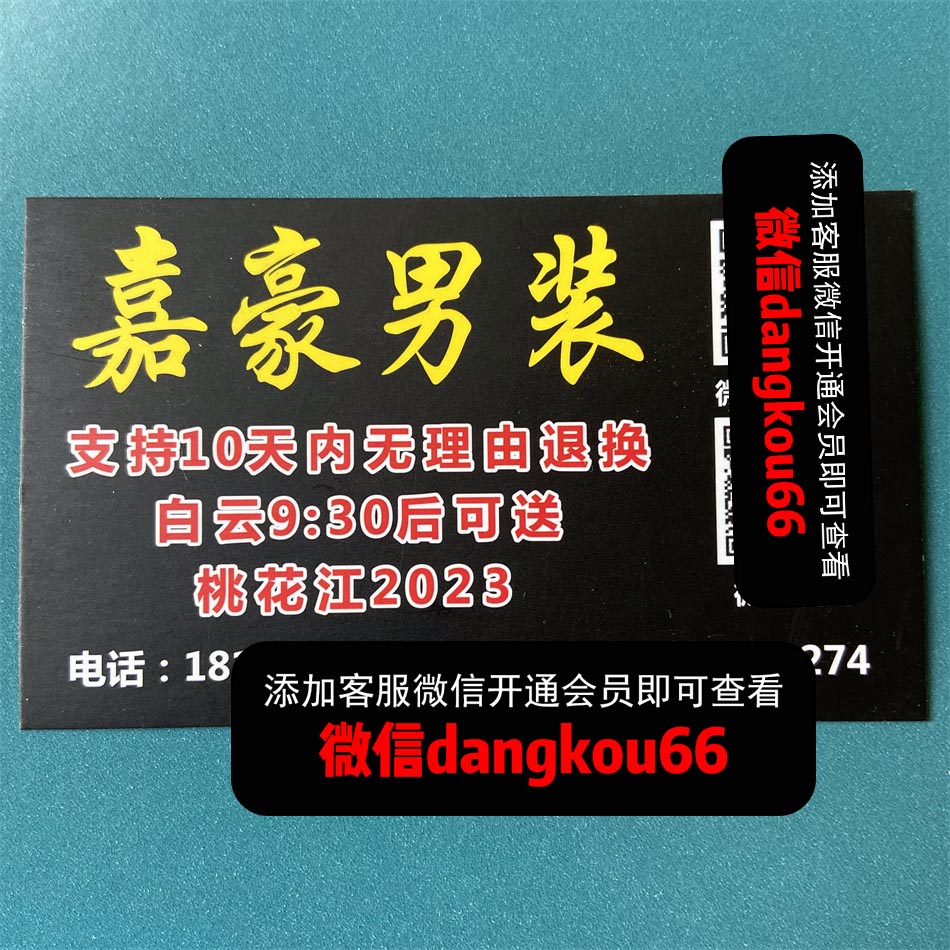 嘉豪男装
支持10天内无理由退换
白云9:30后可送
桃花江2023
电话：18
274
微
添加客服微信开通会员即可查看
微信dangkou66
添加客服微信开通会员即可查看
微信dangkou66